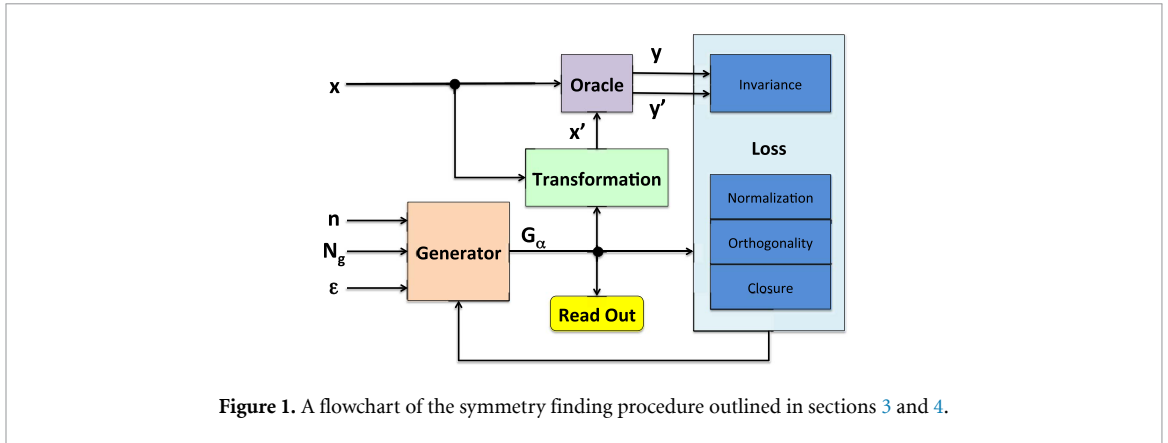 x
Oracle
y
y’
Invariance
x’
Loss
Transformation
n
N_g
ε
Generator
G_α
Normalization
Orthogonality
Closure
Read Out
Figure 1. A flowchart of the symmetry finding procedure outlined in sections 3 and 4.